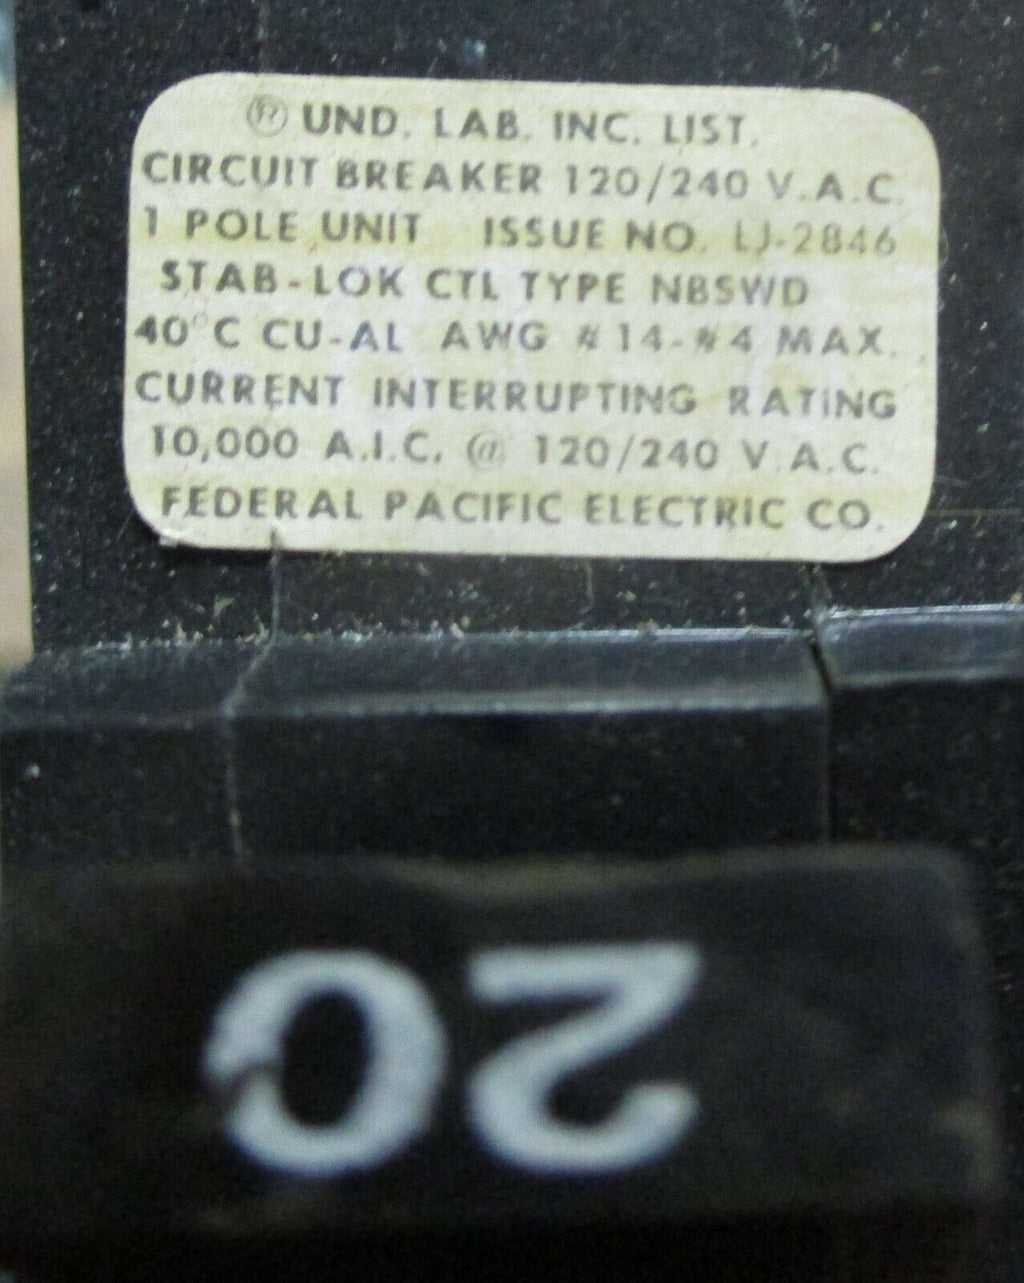 ® UND. LAB. INC. LIST.
CIRCUIT BREAKER 120/240 V.A.C.
1 POLE UNIT ISSUE NO. LJ-2846
STAB-LOK CTL TYPE NBSWD
40°C CU-AL AWG #14-#4 MAX.
CURRENT INTERRUPTING RATING
10,000 A.I.C. @ 120/240 V.A.C.
FEDERAL PACIFIC ELECTRIC CO.
20